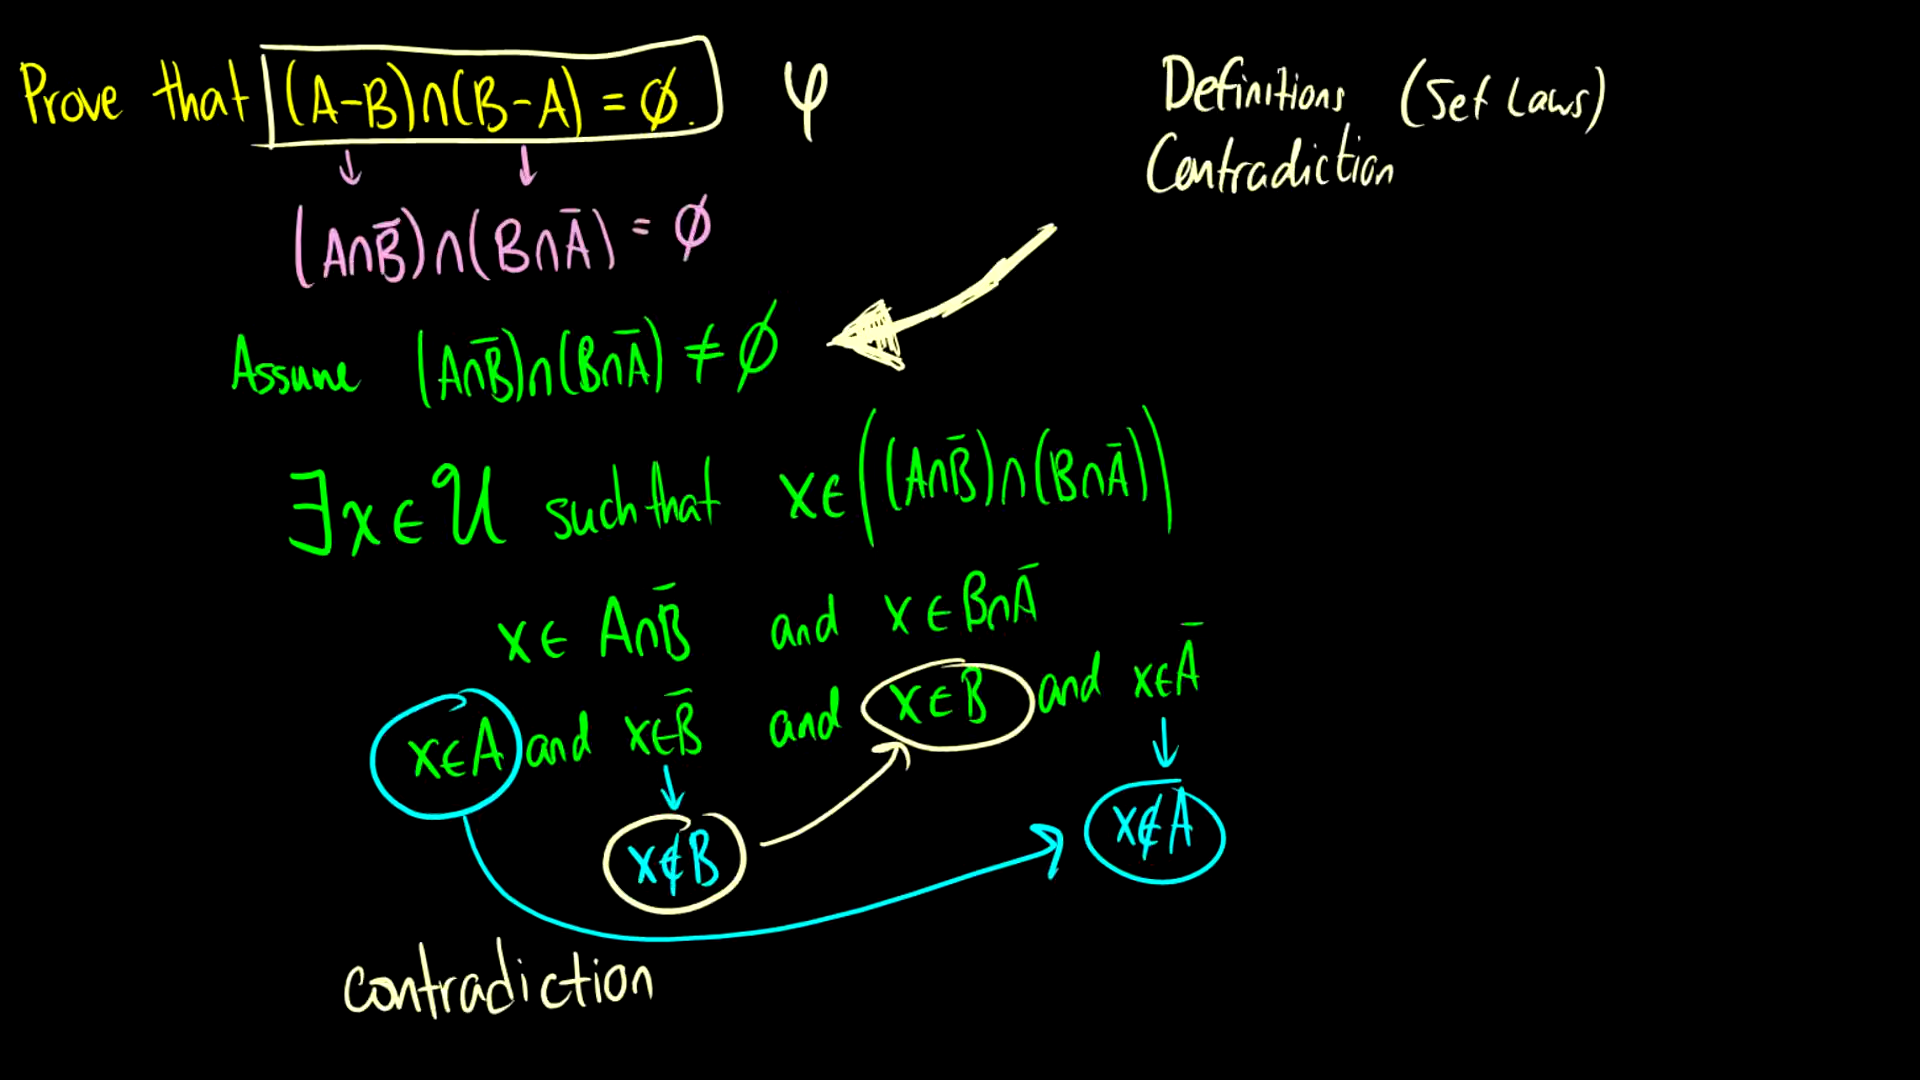 Prove that (A-B)∩(B-A) = ∅. φ
Definitions (Set Laws)
Contradiction
(A∩B̅)∩(B∩A̅) = ∅
Assume (A∩B̅)∩(B∩A̅) ≠ ∅
∃x∈U such that x∈((A∩B̅)∩(B∩A̅))
x∈ A∩B̅ and x∈B∩A̅
x∈A and x∈B̅ and x∈B and x∈A̅
x∉B x∉A
contradiction